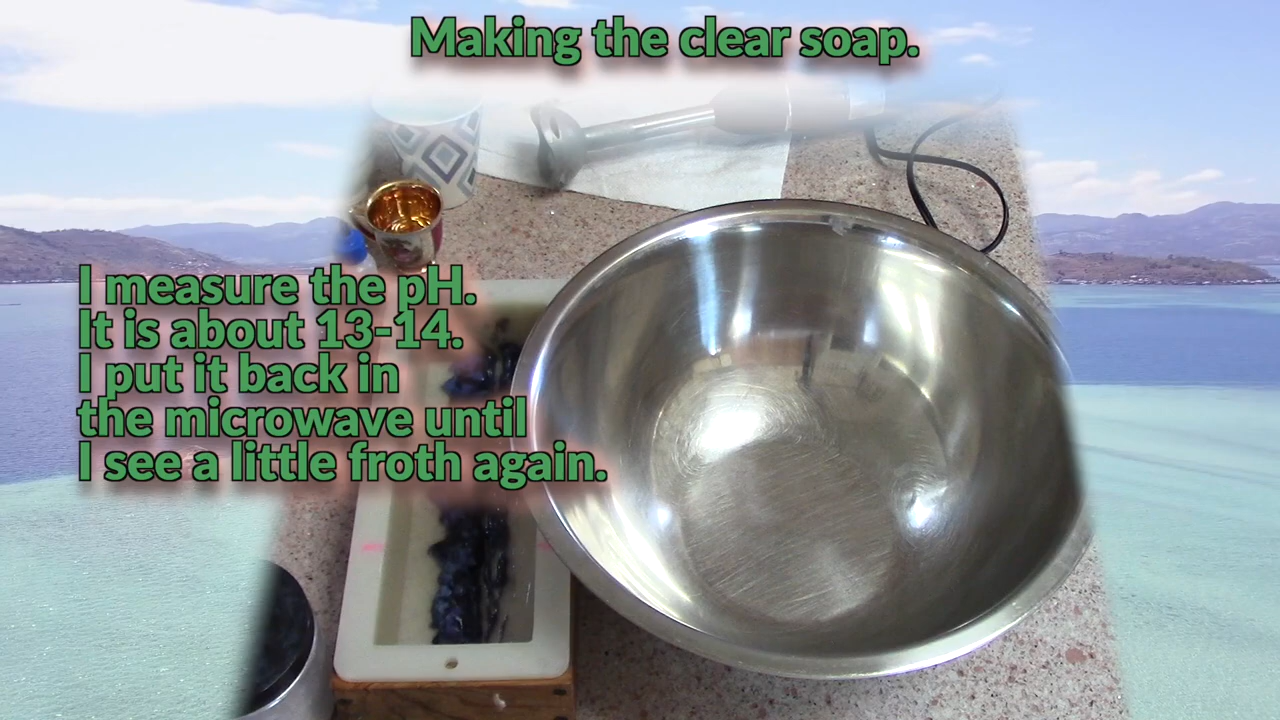 Making the clear soap.
I measure the pH.
It is about 13-14.
I put it back in
the microwave until
I see a little froth again.